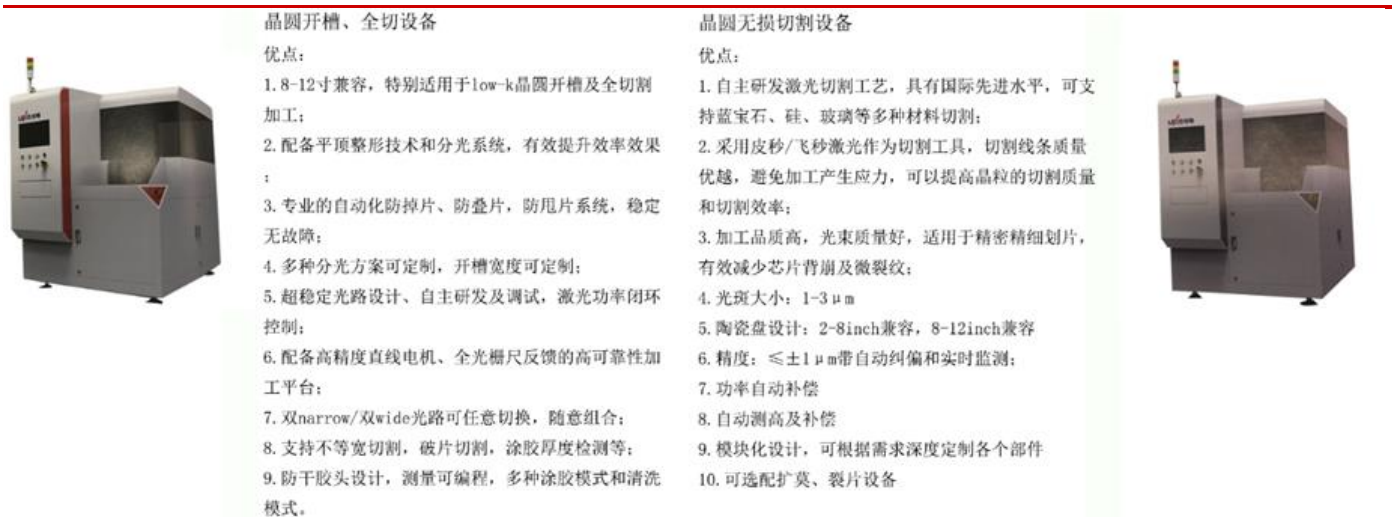 晶圆开槽、全切设备
优点:
1.8-12寸兼容，特别适用于low-k晶圆开槽及全切割
加工;
2.配备平顶整形技术和分光系统，有效提升效率效果
;
3.专业的自动化防掉片、防叠片，防甩片系统，稳定
无故障;
4.多种分光方案可定制，开槽宽度可定制;
5.超稳定光路设计、自主研发及调试，激光功率闭环
控制;
6.配备高精度直线电机、全光栅尺反馈的高可靠性加
工平台;
7.双narrow/双wide光路可任意切换，随意组合;
8.支持不等宽切割，破片切割，涂胶厚度检测等;
9.防干胶头设计，测量可编程，多种涂胶模式和清洗
模式。
晶圆无损切割设备
优点:
1.自主研发激光切割工艺，具有国际先进水平，可支
持蓝宝石、硅、玻璃等多种材料切割;
2.采用皮秒/飞秒激光作为切割工具，切割线条质量
优越，避免加工产生应力，可以提高晶粒的切割质量
和切割效率;
3.加工品质高，光束质量好，适用于精密精细划片，
有效减少芯片背崩及微裂纹;
4.光斑大小: 1-3μm
5.陶瓷盘设计: 2-8inch兼容，8-12inch兼容
6.精度: ≤±1μm带自动纠偏和实时监测;
7.功率自动补偿
8.自动测高及补偿
9.模块化设计，可根据需求深度定制各个部件
10.可选配扩莫、裂片设备